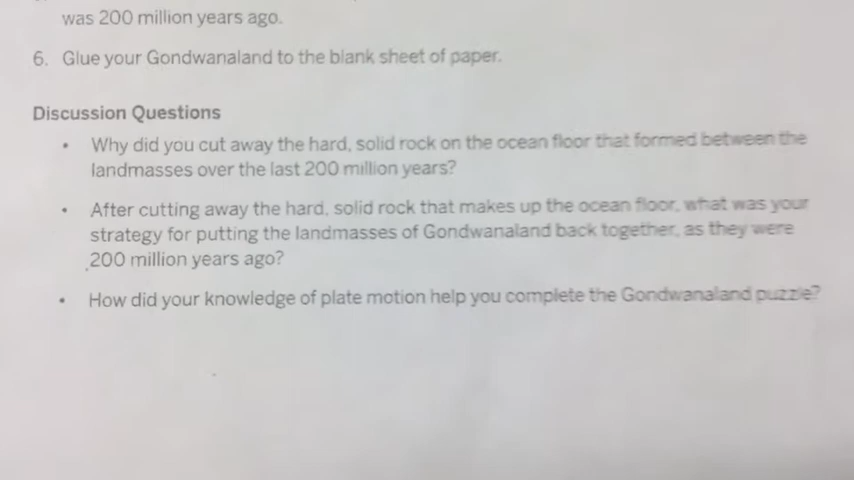 was 200 million years ago.
6. Glue your Gondwanaland to the blank sheet of paper.
Discussion Questions
• Why did you cut away the hard, solid rock on the ocean floor that formed between the
landmasses over the last 200 million years?
• After cutting away the hard, solid rock that makes up the ocean floor, what was your
strategy for putting the landmasses of Gondwanaland back together, as they were
200 million years ago?
• How did your knowledge of plate motion help you complete the Gondwanaland puzzle?